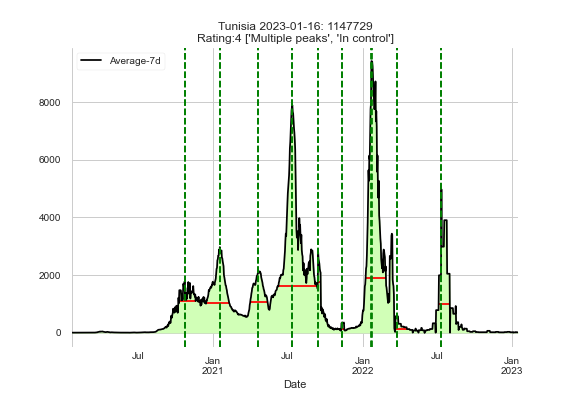 Tunisia 2023-01-16: 1147729
Rating:4 ['Multiple peaks', 'In control']
Average-7d
8000
6000
4000
2000
0
Jul
Jan
2021
Jul
Jan
2022
Jul
Jan
2023
Date